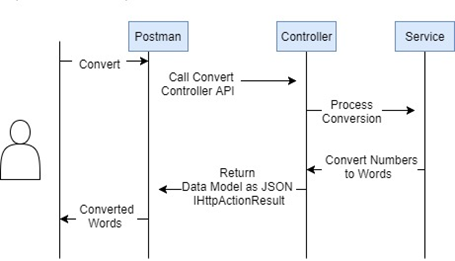 Postman
Controller
Service
Convert
Call Convert
Controller API
Process
Conversion
Convert Numbers
to Words
Return
Data Model as JSON
IHttpActionResult
Converted
Words